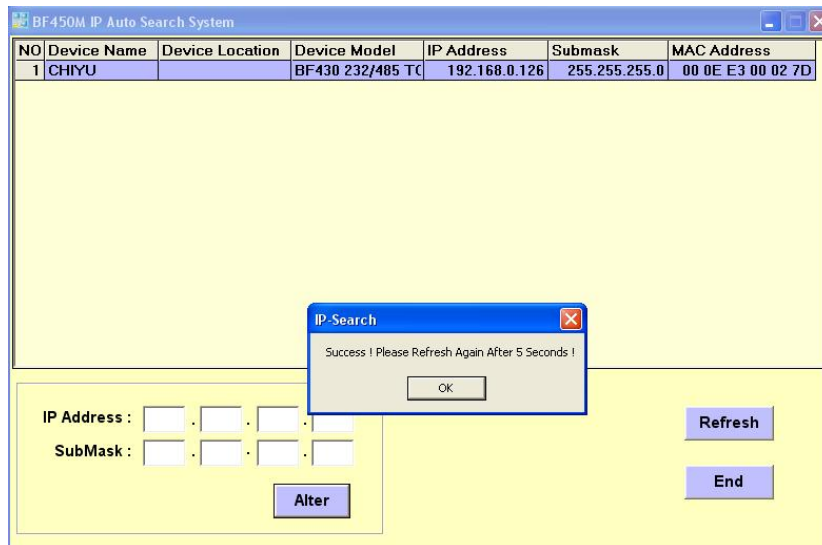 BF450M IP Auto Search System
NO Device Name Device Location Device Model IP Address Submask MAC Address
1 CHIYU BF430 232/485 TC 192.168.0.126 255.255.255.0 00 0E E3 00 02 7D
IP-Search
Success ! Please Refresh Again After 5 Seconds !
OK
IP Address : . . .
SubMask : . . .
Alter
Refresh
End